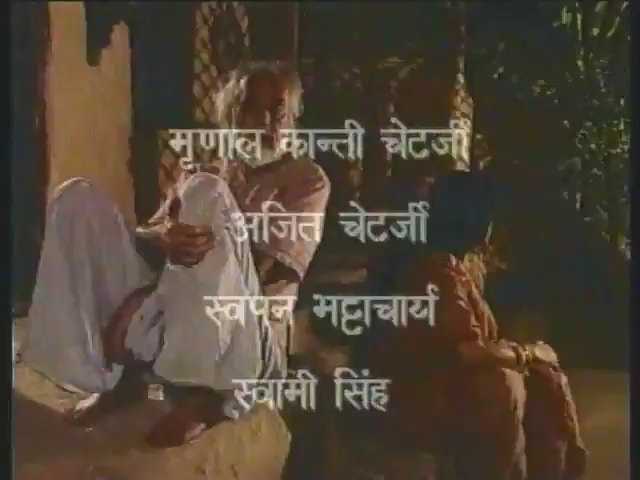 मृणाल कान्ती चेटर्जी
अजित चेटर्जी
स्वपन भट्टाचार्य
स्वामी सिंह